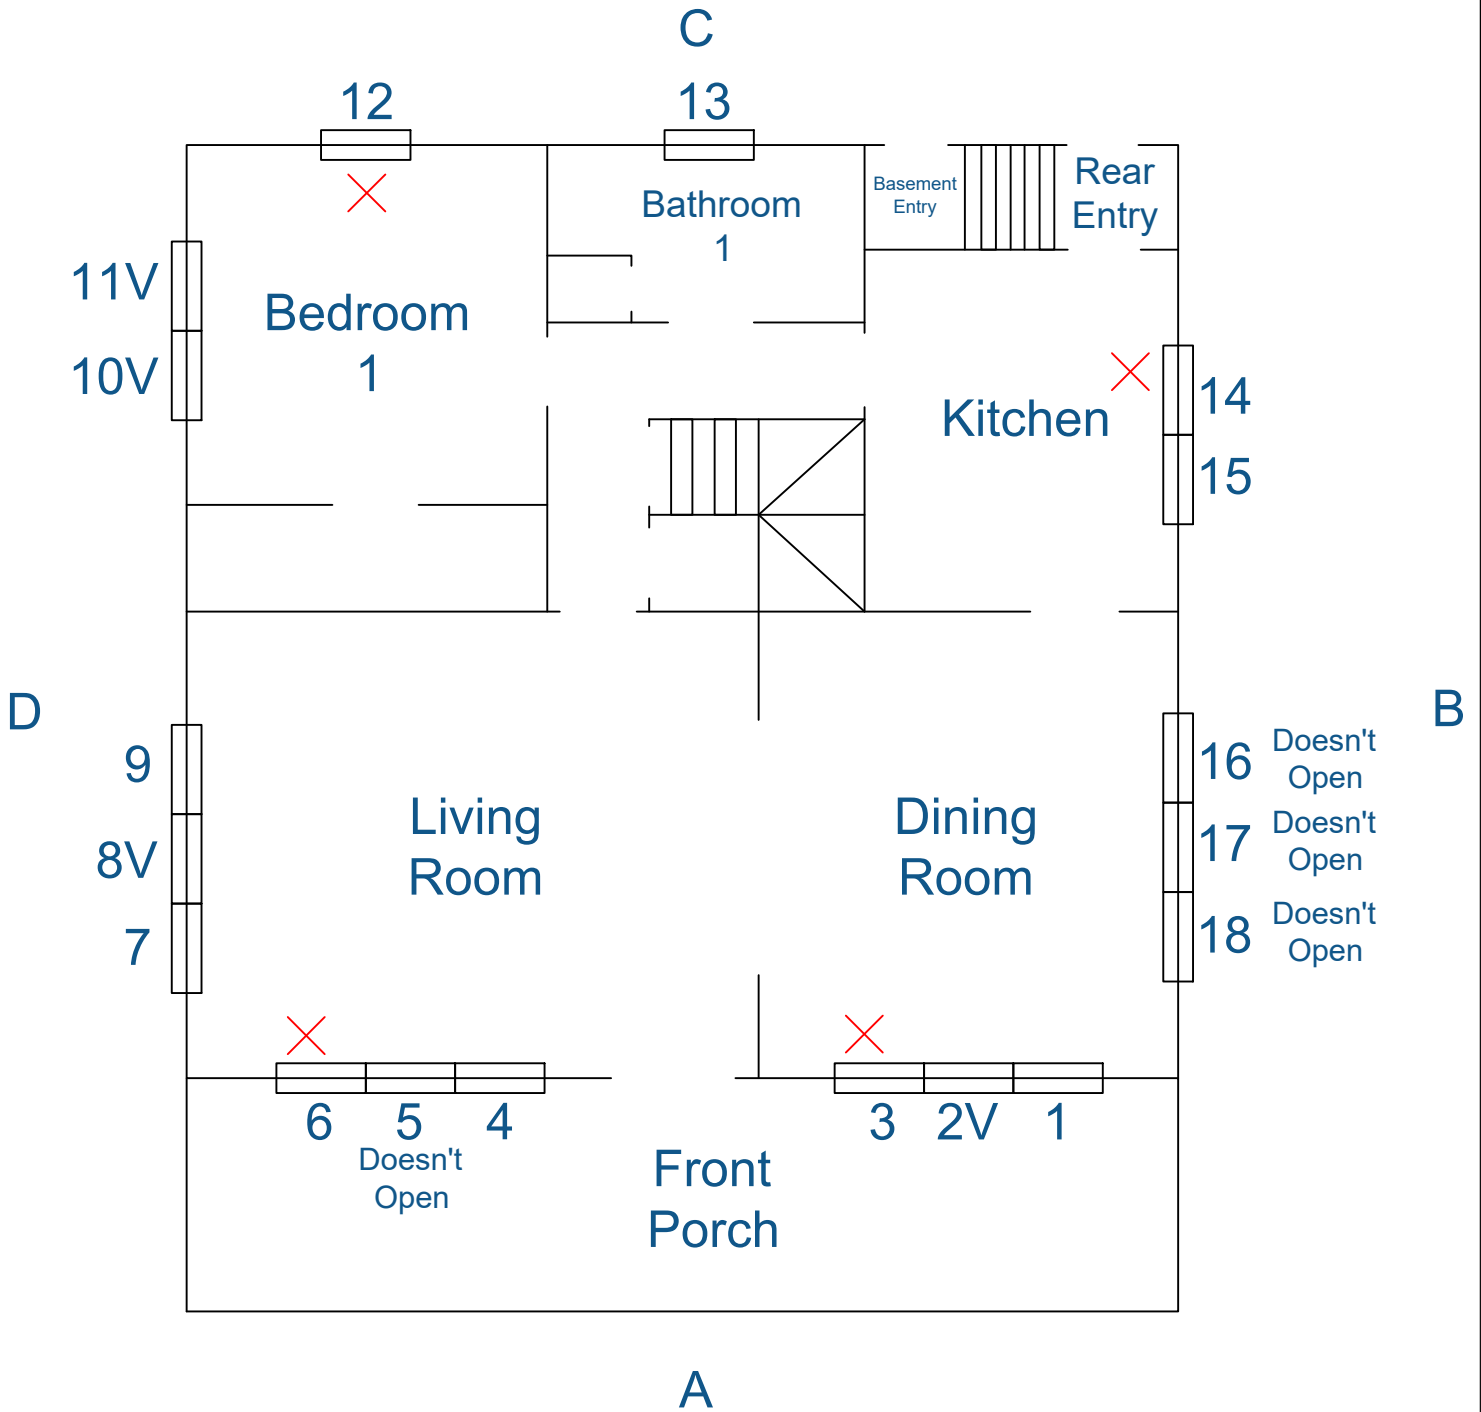 C
12
13
Basement
Entry
Rear
Entry
Bathroom
1
11V
Bedroom
1
10V
14
Kitchen
15
D
B
9
Living
Room
Dining
Room
16
Doesn't
Open
8V
17
Doesn't
Open
7
18
Doesn't
Open
6
5
4
3
2V
1
Doesn't
Open
Front
Porch
A